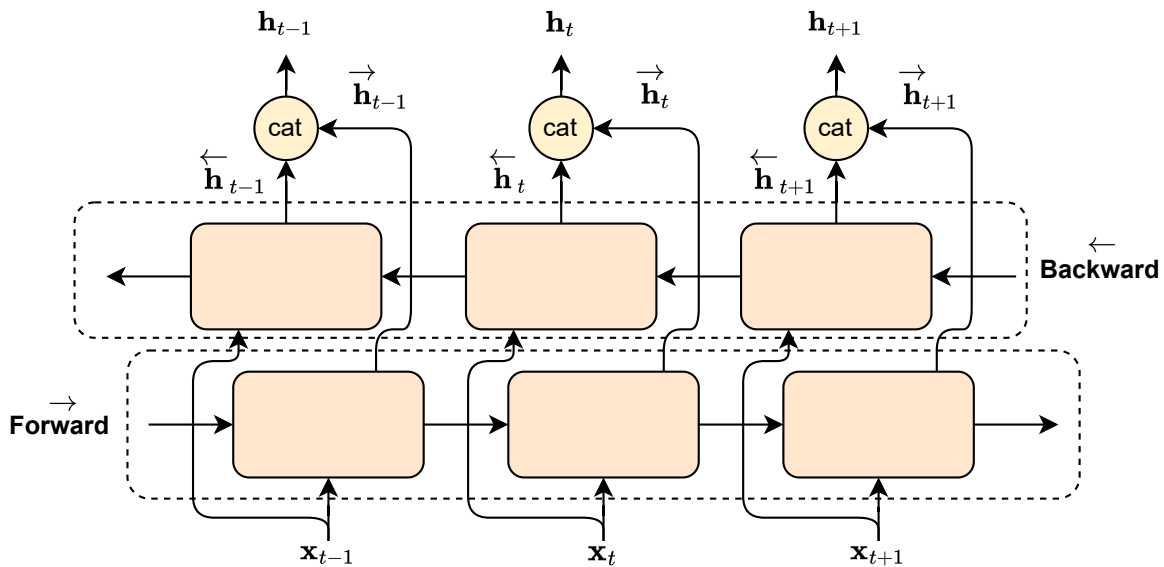 h_{t-1} h_t h_{t+1}
→h_{t-1} →h_t →h_{t+1}
cat cat cat
←h_{t-1} ←h_t ←h_{t+1}
←
Backward
→
Forward
x_{t-1} x_t x_{t+1}